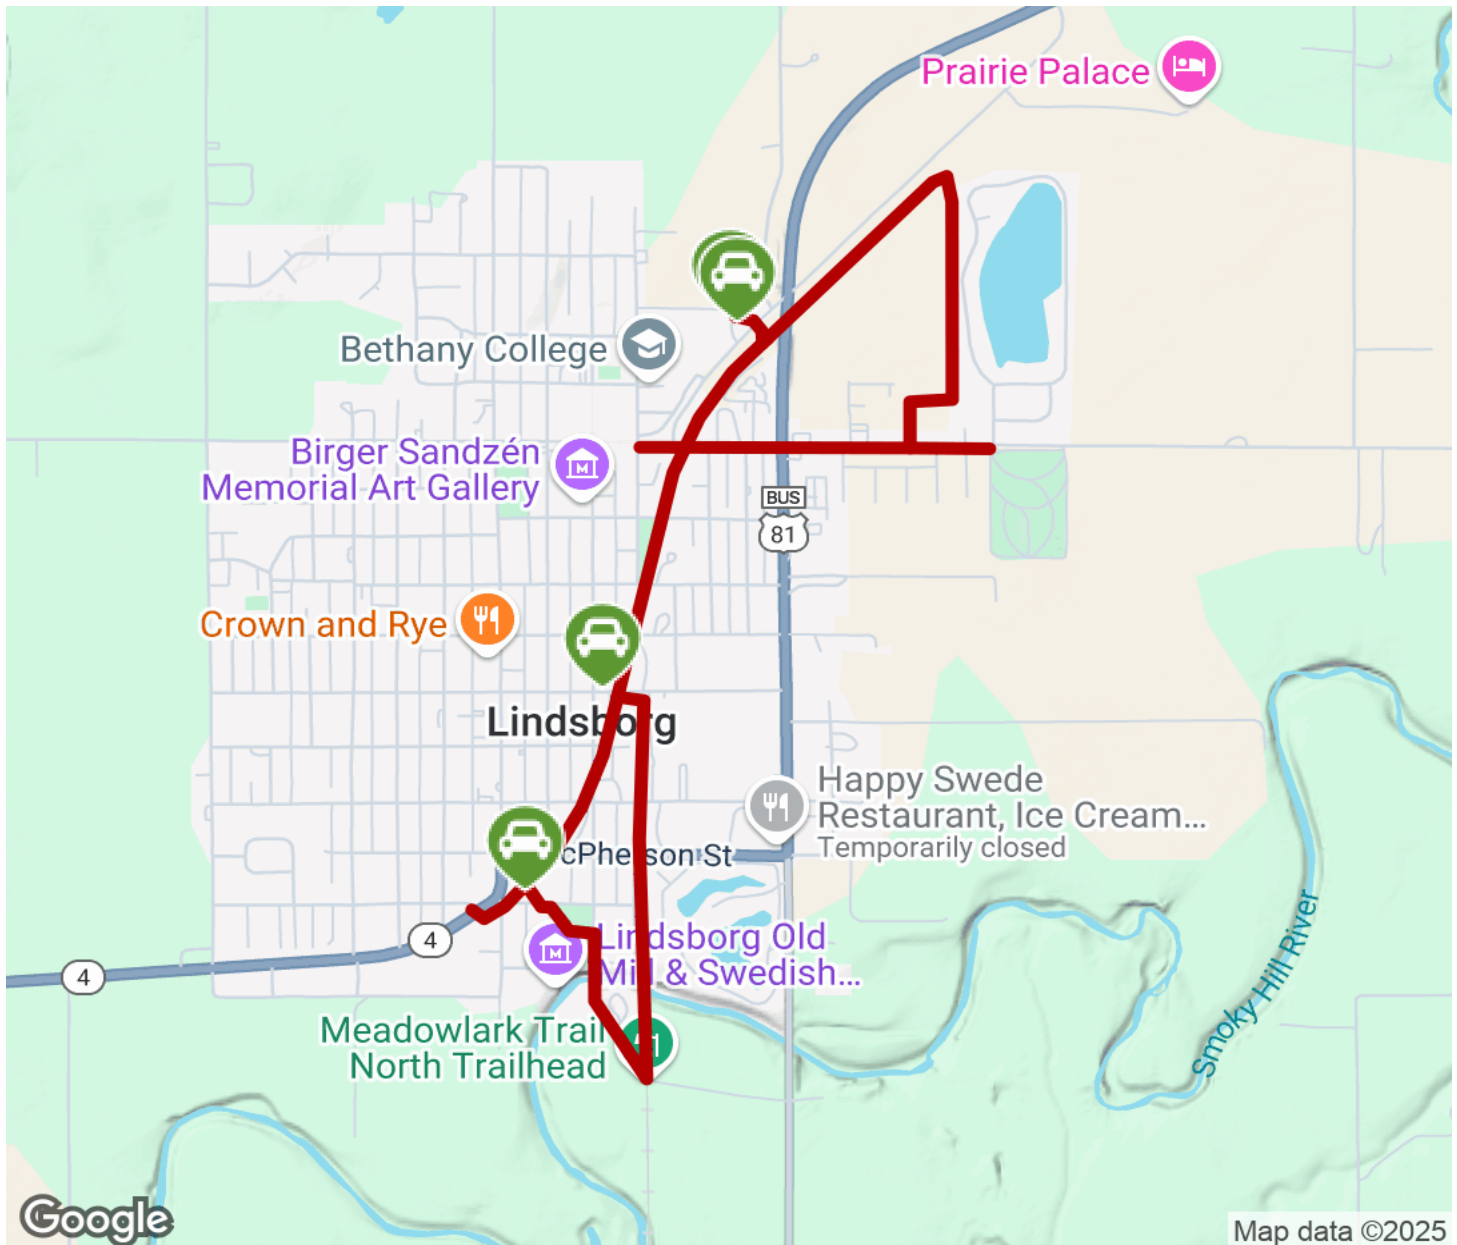 Prairie Palace
Bethany College
Birger Sandzén
Memorial Art Gallery
BUS
81
Crown and Rye
Lindsborg
Happy Swede
Restaurant, Ice Cream...
Temporarily closed
cPherson St
4
4
Lindsborg Old
Mill & Swedish...
Meadowlark Trail
North Trailhead
Smoky Hill River
Google
Map data ©2025